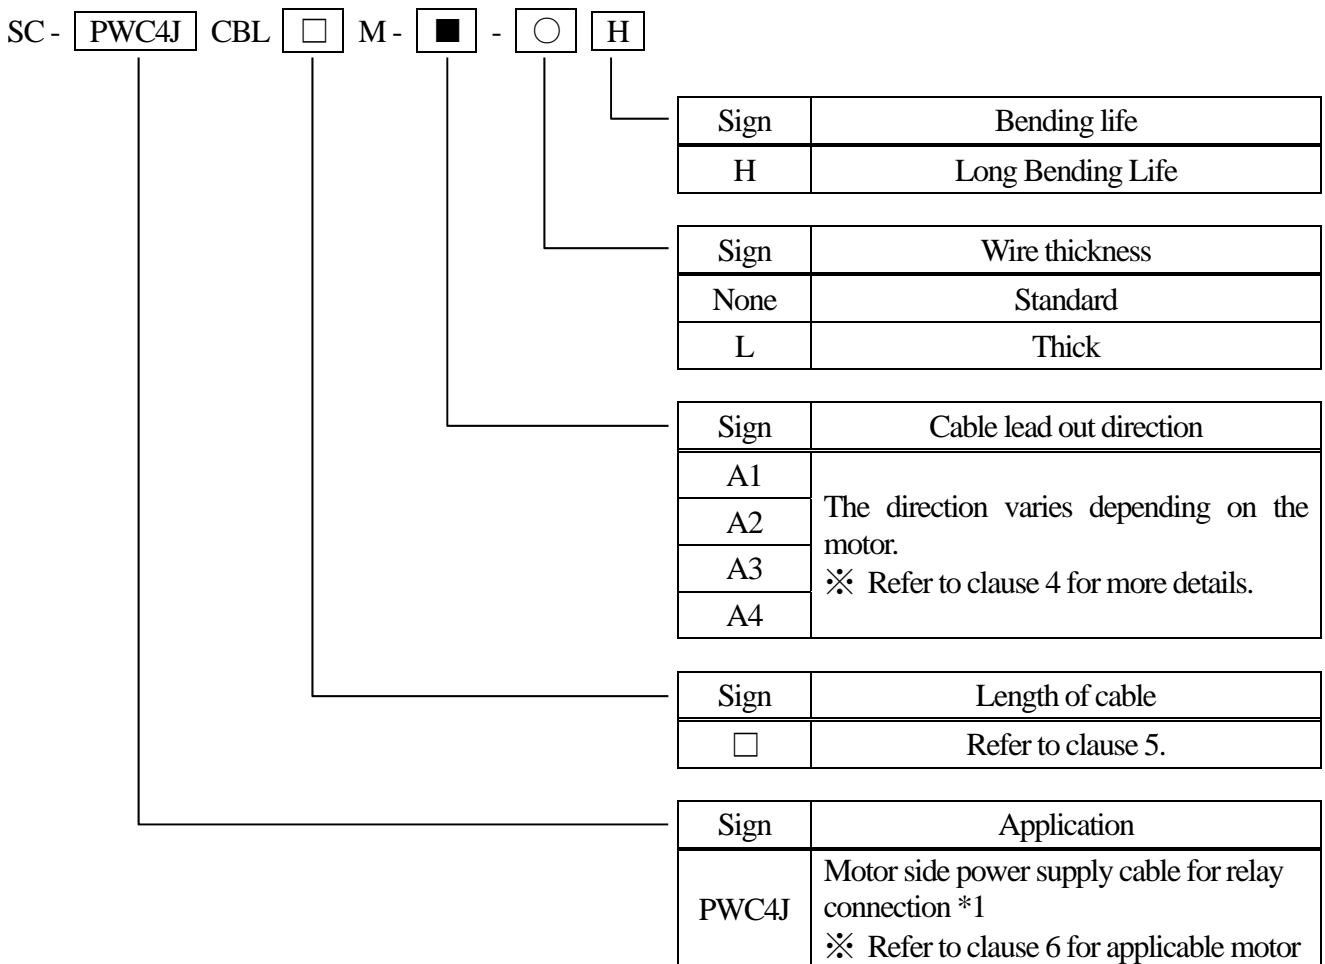 SC - PWC4J CBL □ M - ■ - ○ H
Sign Bending life
H Long Bending Life
Sign Wire thickness
None Standard
L Thick
Sign Cable lead out direction
A1
A2
A3
A4
The direction varies depending on the
motor.
※ Refer to clause 4 for more details.
Sign Length of cable
□ Refer to clause 5.
Sign Application
PWC4J
Motor side power supply cable for relay
connection *1
※ Refer to clause 6 for applicable motor